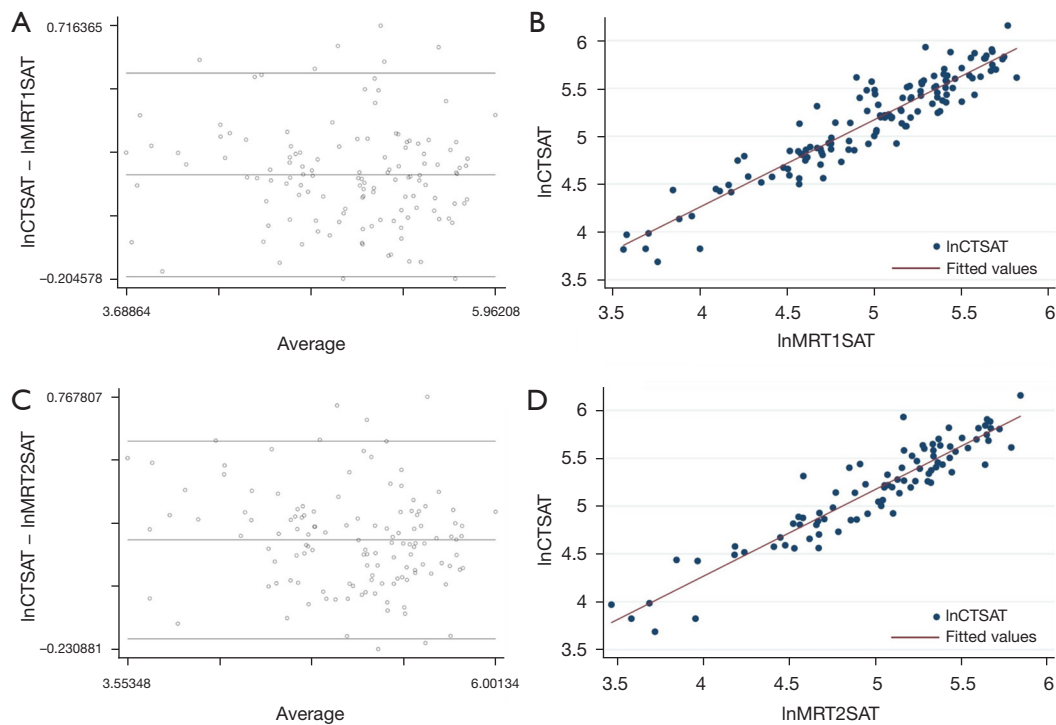 A
0.716365
lnCTSAT – lnMRT1SAT
–0.204578
3.68864
5.96208
Average
B
6
5.5
5
4.5
4
3.5
lnCTSAT
lnCTSAT
Fitted values
3.5
4
4.5
5
5.5
6
lnMRT1SAT
C
0.767807
lnCTSAT – lnMRT2SAT
–0.230881
3.55348
6.00134
Average
D
6
5.5
5
4.5
4
3.5
lnCTSAT
lnCTSAT
Fitted values
3.5
4
4.5
5
5.5
6
lnMRT2SAT